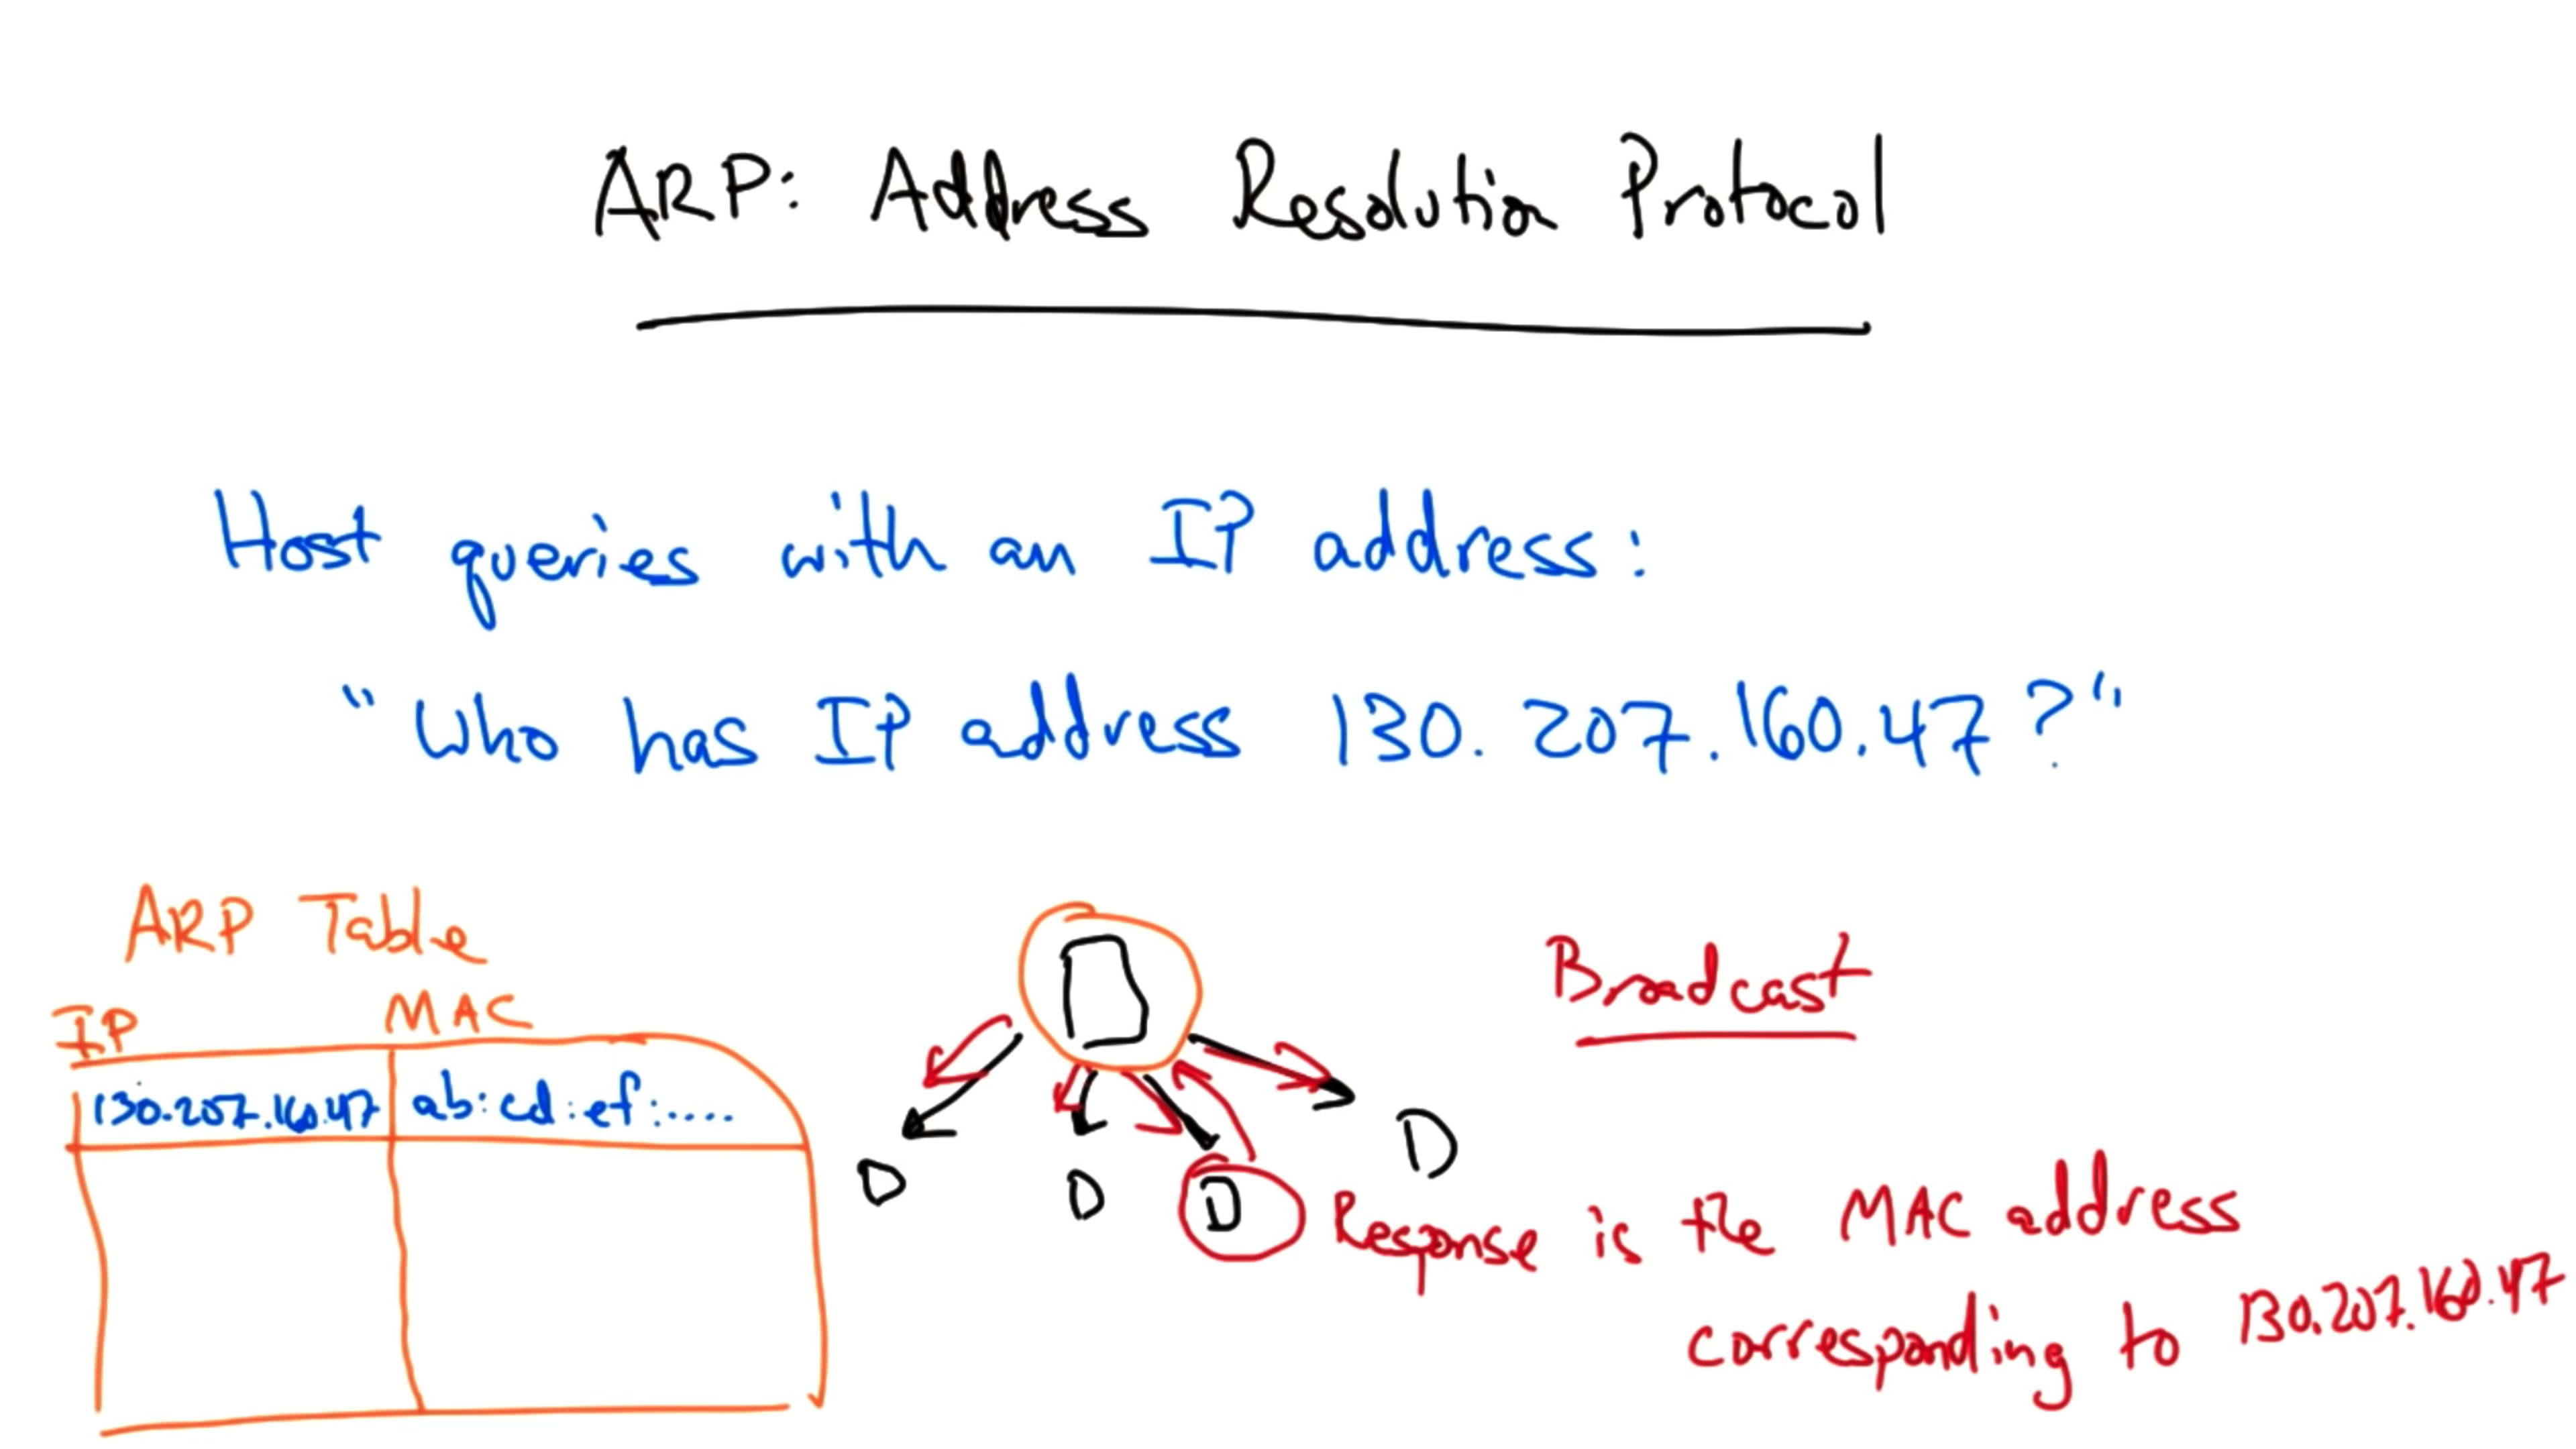 ARP: Address Resolution Protocol
Host queries with an IP address:
"Who has IP address 130.207.160.47?"
ARP Table
IP MAC
130.207.160.47 ab:cd:ef:....
Broadcast
Response is the MAC address
corresponding to 130.207.160.47